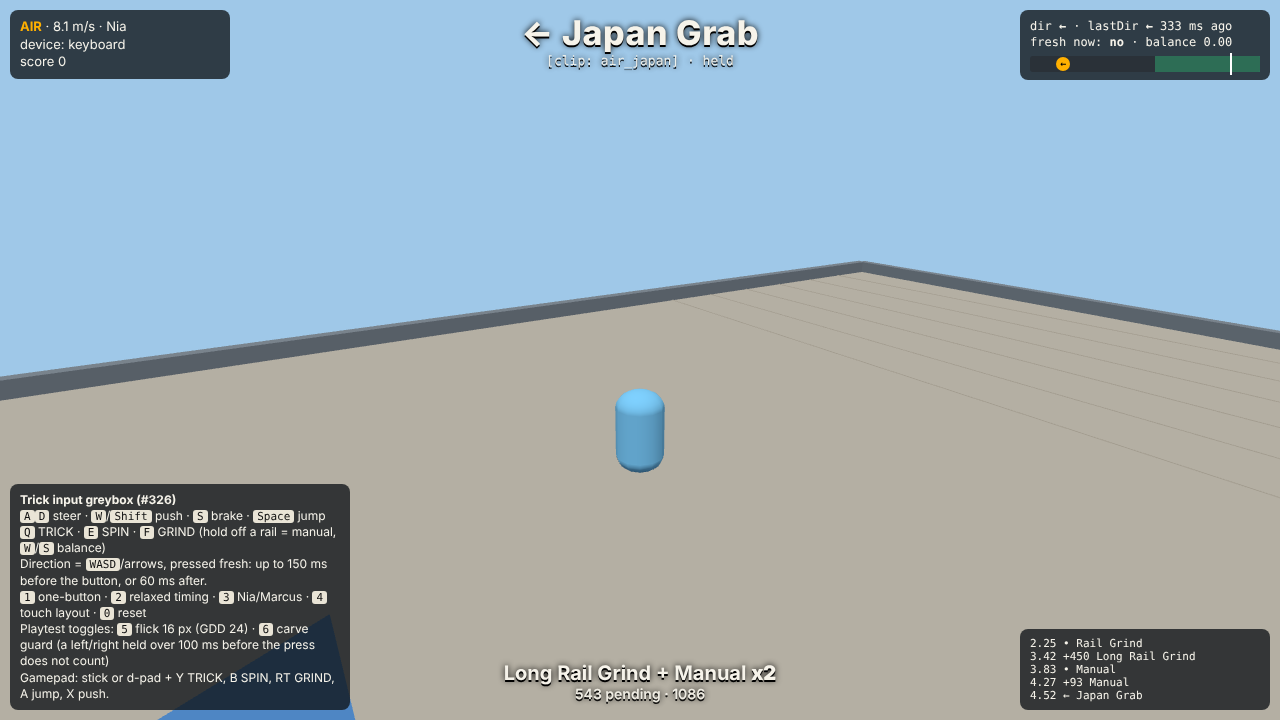 AIR · 8.1 m/s · Nia
device: keyboard
score 0
← Japan Grab
[clip: air_japan] · held
dir ← · lastDir ← 333 ms ago
fresh now: no · balance 0.00
←
Trick input greybox (#326)
A D steer · W/Shift push · S brake · Space jump
Q TRICK · E SPIN · F GRIND (hold off a rail = manual,
W/S balance)
Direction = WASD/arrows, pressed fresh: up to 150 ms
before the button, or 60 ms after.
1 one-button · 2 relaxed timing · 3 Nia/Marcus · 4
touch layout · 0 reset
Playtest toggles: 5 flick 16 px (GDD 24) · 6 carve
guard (a left/right held over 100 ms before the press
does not count)
Gamepad: stick or d-pad + Y TRICK, B SPIN, RT GRIND,
A jump, X push.
Long Rail Grind + Manual x2
543 pending · 1086
2.25 • Rail Grind
3.42 +450 Long Rail Grind
3.83 • Manual
4.27 +93 Manual
4.52 ← Japan Grab